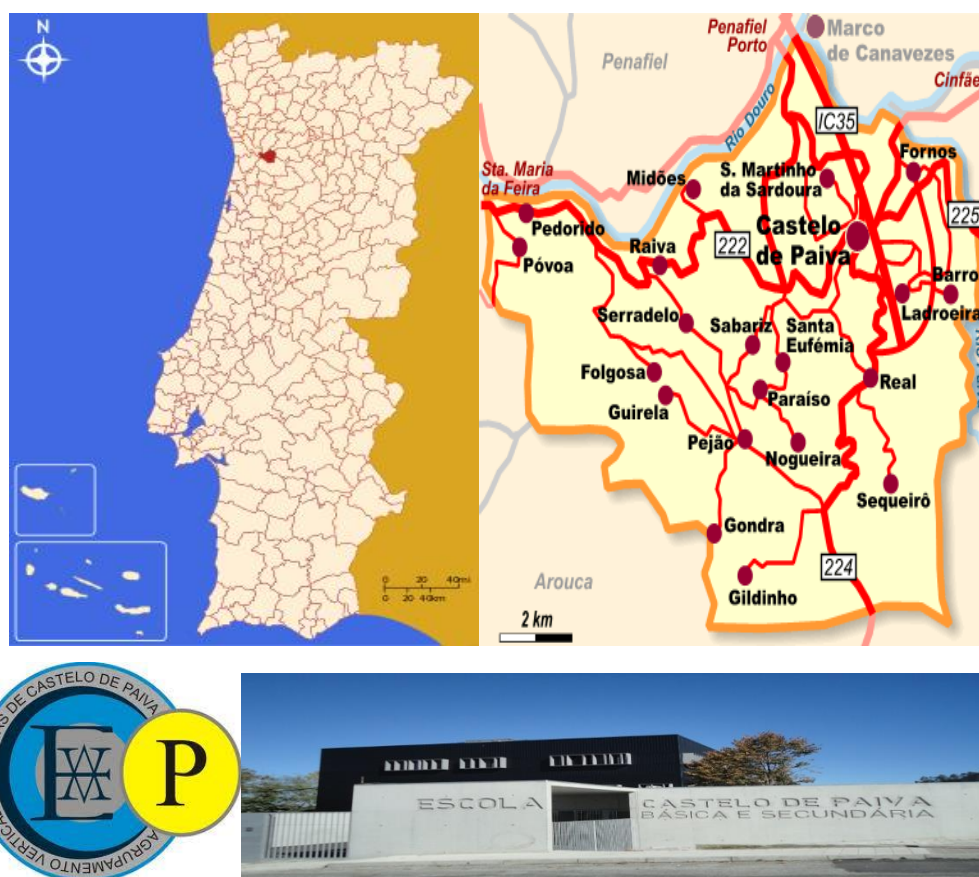 N
0 20 40mi
0 20 40km
Penafiel
Penafiel
Porto
Marco
de Canavezes
Cinfãe
Rio Douro
IC35
Sta. Maria
da Feira
Midões
S. Martinho
da Sardoura
Fornos
225
Pedorido
Castelo
de Paiva
Póvoa
Raiva
222
Barro
Ladroeira
Serradelo
Sabariz
Santa
Eufémia
Folgosa
Real
Guirela
Paraíso
Pejão
Nogueira
Sequeirô
Gondra
Arouca
224
Gildinho
2 km
DE CASTELO DE PAIVA
P
AGRUPAMENTO VERTICAL
ESCOLA CASTELO DE PAIVA
BÁSICA E SECUNDÁRIA